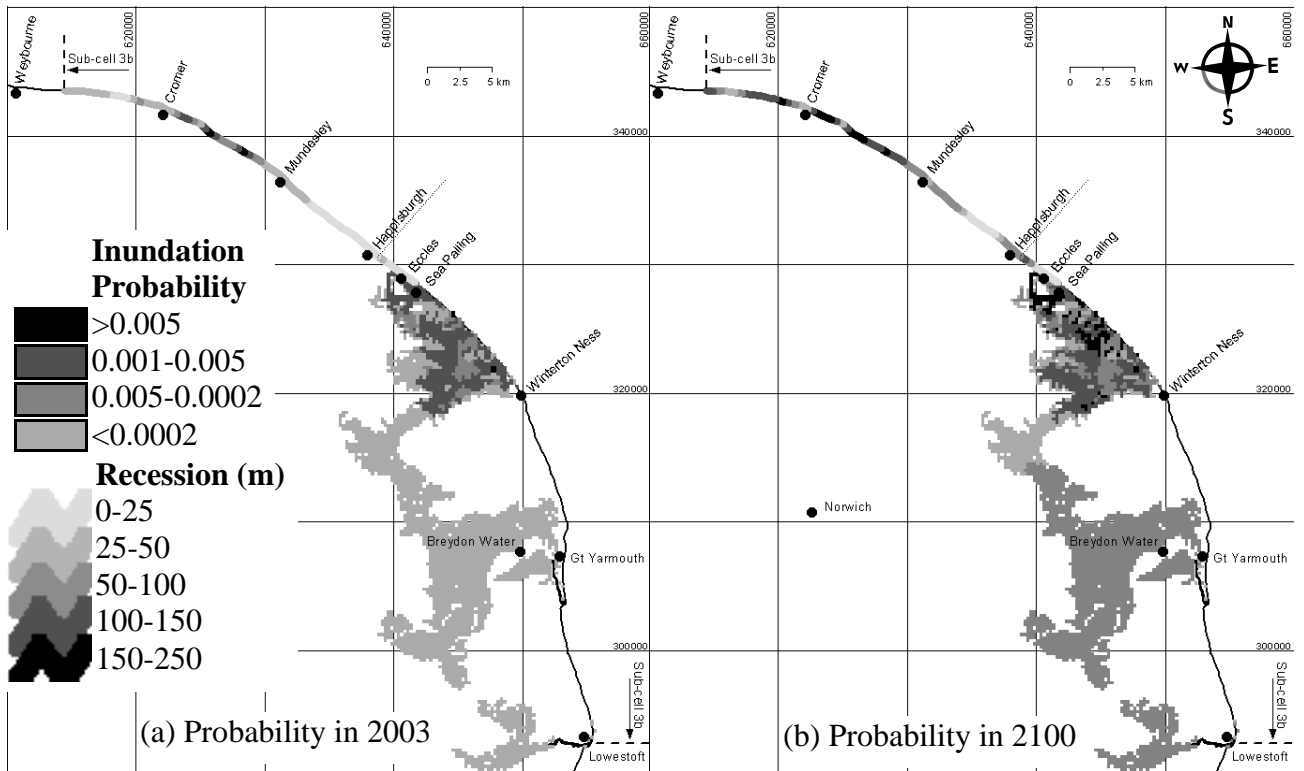 620000
640000
660000
620000
640000
660000
Weybourne
Sub-cell 3b
Cromer
0 2.5 5 km
Mundesley
340000
Happisburgh
Eccles
Sea Palling
Winterton Ness
320000
Breydon Water
Gt Yarmouth
300000
Sub-cell 3b
Lowestoft
(a) Probability in 2003
Inundation
Probability
>0.005
0.001-0.005
0.005-0.0002
<0.0002
Recession (m)
0-25
25-50
50-100
100-150
150-250
Weybourne
Sub-cell 3b
Cromer
0 2.5 5 km
N
W E
S
Mundesley
340000
Happisburgh
Eccles
Sea Palling
Winterton Ness
320000
Norwich
Breydon Water
Gt Yarmouth
300000
Sub-cell 3b
Lowestoft
(b) Probability in 2100